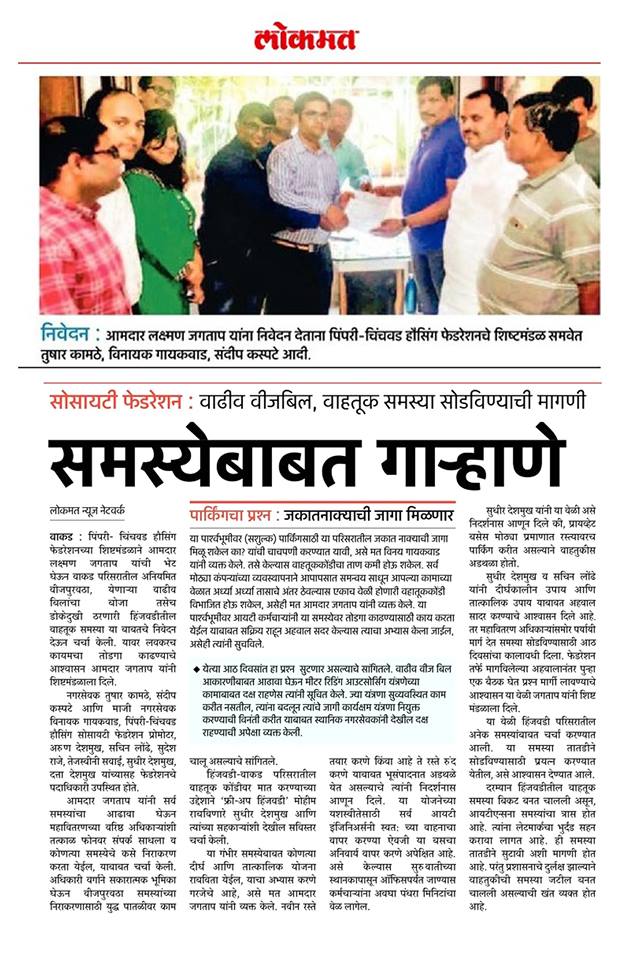 लोकमत
निवेदन : आमदार लक्ष्मण जगताप यांना निवेदन देताना पिंपरी-चिंचवड हौसिंग फेडरेशनचे शिष्टमंडळ समवेत
तुषार कामठे, विनायक गायकवाड, संदीप कस्पटे आदी.
सोसायटी फेडरेशन : वाढीव वीजबिल, वाहतूक समस्या सोडविण्याची मागणी
समस्येबाबत गाऱ्हाणे
लोकमत न्यूज नेटवर्क
वाकड : पिंपरी- चिंचवड हौसिंग
फेडरेशनच्या शिष्टमंडळाने आमदार
लक्ष्मण जगताप यांची भेट
घेऊन वाकड परिसरातील अनियमित
वीजपुरवठा, येणाऱ्या वाढीव
बिलांचा बोजा तसेच
डोकेदुखी ठरणारी हिंजवडीतील
वाहतूक समस्या या बाबतचे निवेदन
देऊन चर्चा केली. यावर लवकरच
कायमचा तोडगा काढण्याचे
आश्वासन आमदार जगताप यांनी
शिष्टमंडळाला दिले.
नगरसेवक तुषार कामठे, संदीप
कस्पटे आणि माजी नगरसेवक
विनायक गायकवाड, पिंपरी-चिंचवड
हौसिंग सोसायटी फेडरेशन प्रोमोटर,
अरुण देशमुख, सचिन लोंढे, सुदेश
राजे, तेजस्वीनी सवाई, सुधीर देशमुख,
दत्ता देशमुख यांच्यासह फेडरेशनचे
पदाधिकारी उपस्थित होते.
आमदार जगताप यांनी सर्व
समस्यांचा आढावा घेऊन
महावितरणच्या वरिष्ठ अधिकाऱ्यांशी
तत्काळ फोनवर संपर्क साधला व
कोणत्या समस्येचे कसे निराकरण
करता येईल, याबाबत चर्चा केली.
अधिकारी वर्गाने सकारात्मक भूमिका
घेऊन वीजपुरवठा समस्यांच्या
निराकरणासाठी युद्ध पातळीवर काम
पार्किंगचा प्रश्न : जकातनाक्याची जागा मिळणार
या पार्श्वभूमीवर (सशुल्क) पार्किंगसाठी या परिसरातील जकात नाक्याची जागा
मिळू शकेल का? यांची चाचपणी करण्यात यावी, असे मत विनय गायकवाड
यांनी व्यक्त केले. तसे केल्यास वाहतूककोंडीचा ताण कमी होऊ शकेल. सर्व
मोठ्या कंपन्यांच्या व्यवस्थापनाने आपापसात समन्वय साधून आपल्या कामाच्या
वेळात अर्ध्या अर्ध्या तासाचे अंतर ठेवल्यास एकाच वेळी होणारी वहातूककोंडी
विभाजित होऊ शकेल, असेही मत आमदार जगताप यांनी व्यक्त केले. या
पार्श्वभूमीवर आयटी कर्मचाऱ्यांनी या समस्येवर तोडगा काढण्यासाठी काय करता
येईल याबाबत सक्रिय राहून अहवाल सादर केल्यास त्याचा अभ्यास केला जाईल,
असेही त्यांनी सुचविले.
◆ येत्या आठ दिवसांत हा प्रश्न सुटणार असल्याचे सांगितले. वाढीव वीज बिल
आकारणीबाबत आठावा घेऊन मीटर रिडिंग आउटसोर्सिंग यंत्रणेच्या
कामाबाबत दक्ष राहणेस त्यांनी सूचित केले. ज्या यंत्रणा सुव्यवस्थित काम
करीत नसतील, त्यांना बदलून त्यांचे जागी कार्यक्षम यंत्रणा नियुक्त
करण्याची विनंती करीत याबाबत स्थानिक नगरसेवकांनी देखील दक्ष
राहण्याची अपेक्षा व्यक्त केली.
चालू असल्याचे सांगितले.
हिंजवडी-वाकड परिसरातील
वाहतूक कोंडीवर मात करण्याच्या
उद्देशाने 'फ्री-अप हिंजवडी' मोहीम
राबविणारे सुधीर देशमुख आणि
त्यांच्या सहकाऱ्यांशी देखील सविस्तर
चर्चा केली.
या गंभीर समस्येबाबत कोणत्या
दीर्घ आणि तात्कालिक योजना
राबविता येईल, याचा अभ्यास करणे
गरजेचे आहे, असे मत आमदार
जगताप यांनी व्यक्त केले. नवीन रस्ते
तयार करणे किंवा आहे ते रस्ते रुंद
करणे याबाबत भूसंपादनात अडथळे
येत असल्याचे त्यांनी निदर्शनास
आणून दिले. या योजनेच्या
यशस्वीतेसाठी सर्व आयटी
इंजिनिअर्सनी स्वत: च्या वाहनाचा
वापर करण्या ऐवजी या बसचा
अनिवार्य वापर करणे अपेक्षित आहे.
असे केल्यास सुरुवातीच्या
स्थानकापासून ऑफिसपर्यंत जाण्यास
कर्मचाऱ्यांना अवघा पंधरा मिनिटांचा
वेळ लागेल.
सुधीर देशमुख यांनी या वेळी असे
निदर्शनास आणून दिले की, प्रायव्हेट
बसेस मोठ्या प्रमाणात रस्त्यावरच
पार्किंग करीत असल्याने वाहतुकीस
अडथळा होतो.
सुधीर देशमुख व सचिन लोंढे
यांनी दीर्घकालीन उपाय आणि
तात्कालिक उपाय याबाबत अहवाल
सादर करण्याचे आश्वासन दिले आहे.
तर महावितरण अधिकाऱ्यांसमोर पर्यायी
मार्ग देत समस्या सोडविण्यासाठी आठ
दिवसांचा कालावधी दिला. फेडरेशन
तर्फे मागविलेल्या अहवालानंतर पुन्हा
एक बैठक घेत प्रश्न मार्गी लावण्याचे
आश्वासन या वेळी जगताप यांनी शिष्ट
मंडळाला दिले.
या वेळी हिंजवडी परिसरातील
अनेक समस्यांबाबत चर्चा करण्यात
आली. या समस्या तातडीने
सोडविण्यासाठी प्रयत्न करण्यात
येतील, असे आश्वासन देण्यात आले.
दरम्यान हिंजवडीतील वाहतूक
समस्या बिकट बनत चालली असून,
आयटीएन्सना समस्यांचा त्रास होत
आहे. त्यांना लेटमार्कचा भुर्दंड सहन
करावा लागत आहे. ही समस्या
तातडीने सुटावी अशी मागणी होत
आहे. परंतु प्रशासनाचे दुर्लक्ष झाल्याने
वाहतुकीची समस्या जटील बनत
चालली असल्याची खंत व्यक्त होत
आहे.